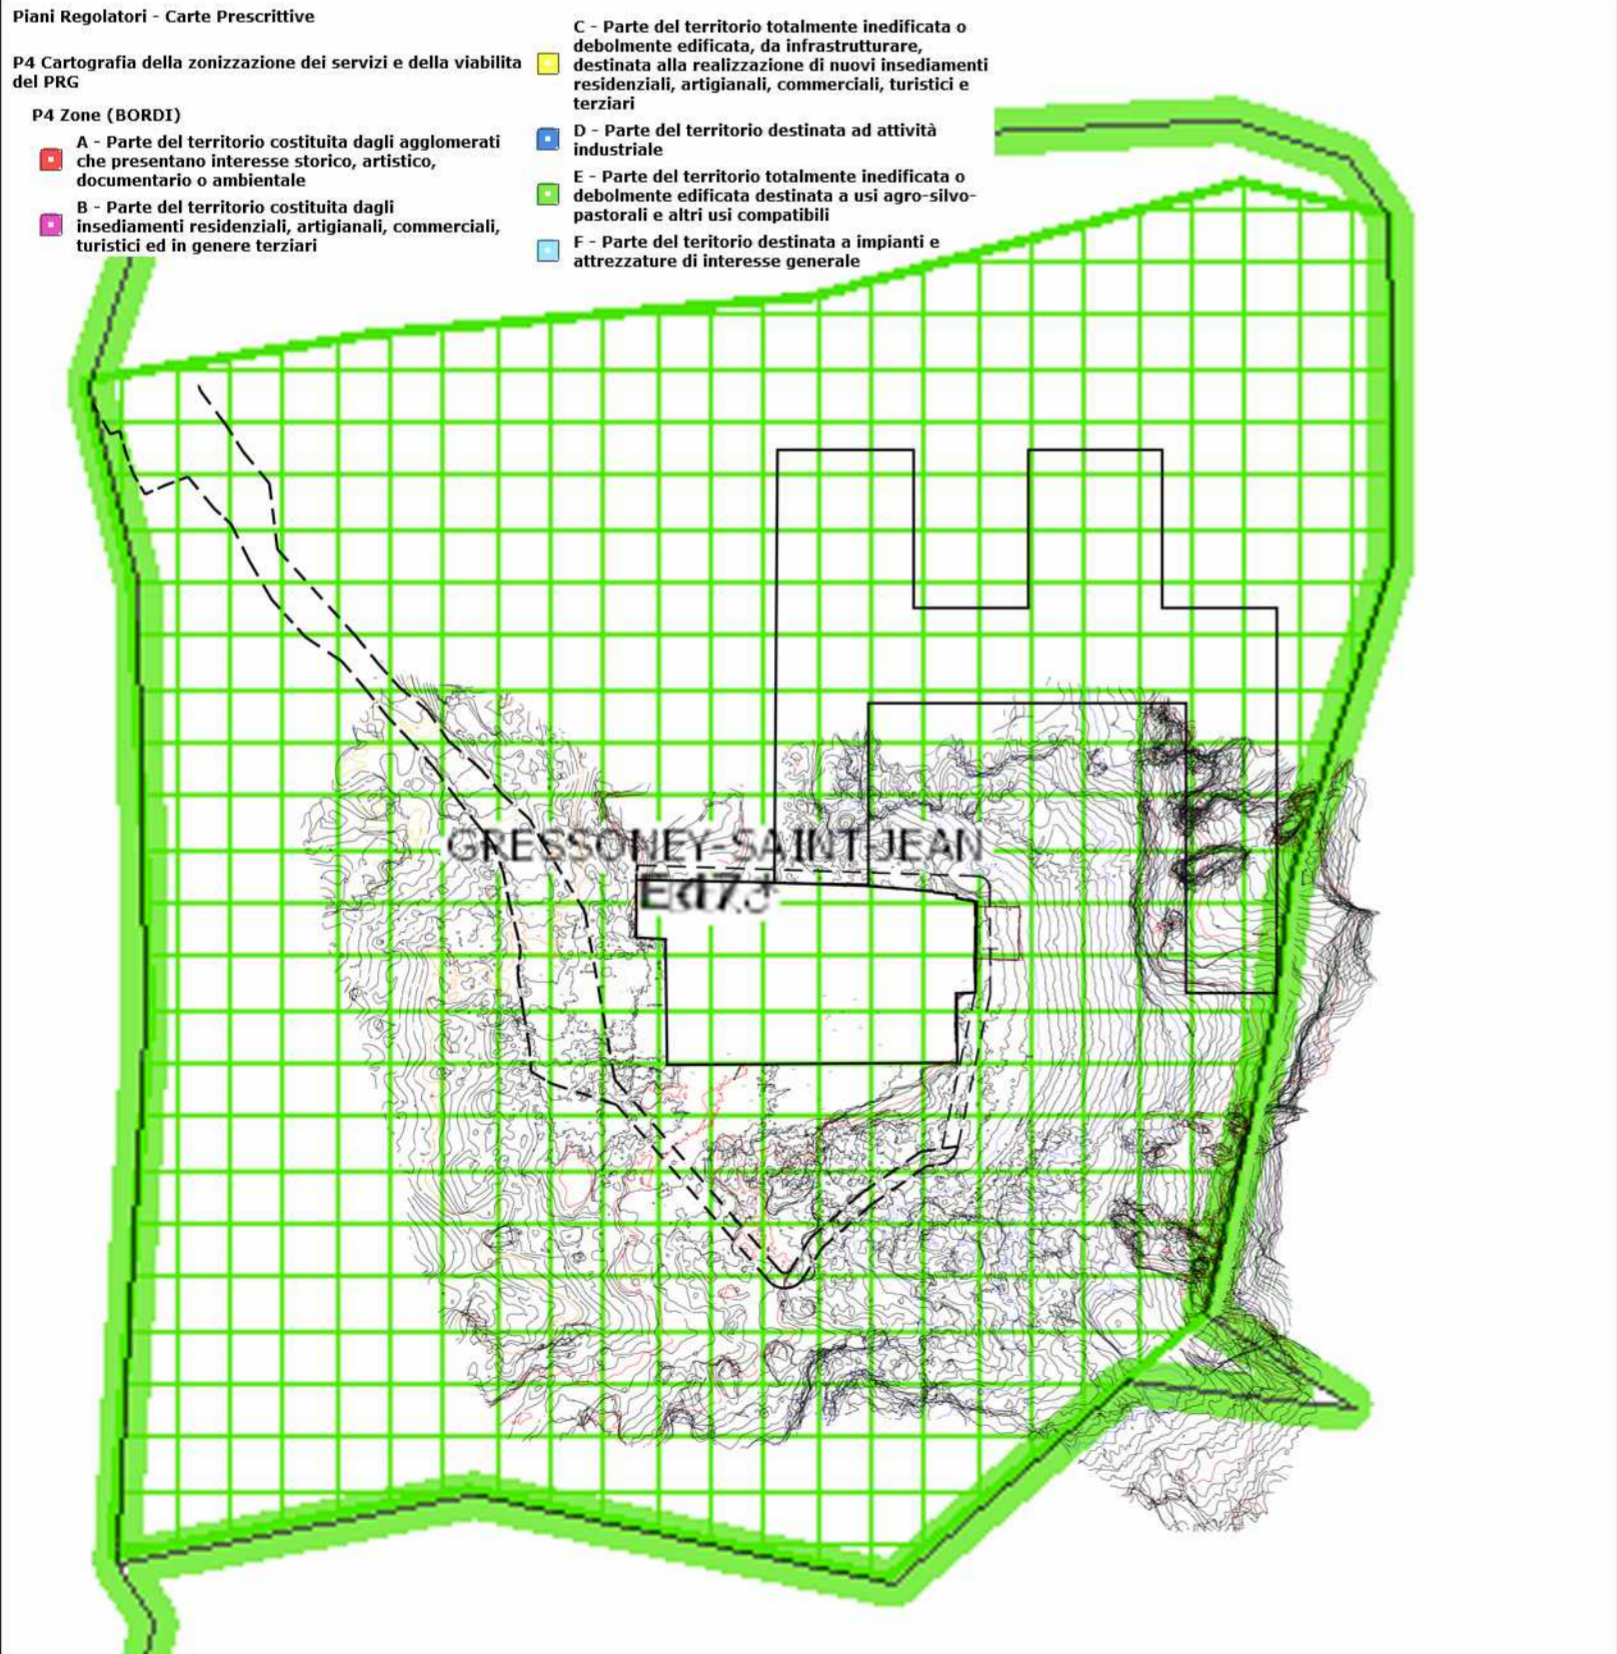 Piani Regolatori - Carte Prescrittive
P4 Cartografia della zonizzazione dei servizi e della viabilita
del PRG
P4 Zone (BORDI)
A - Parte del territorio costituita dagli agglomerati
che presentano interesse storico, artistico,
documentario o ambientale
B - Parte del territorio costituita dagli
insediamenti residenziali, artigianali, commerciali,
turistici ed in genere terziari
C - Parte del territorio totalmente inedificata o
debolmente edificata, da infrastrutturare,
destinata alla realizzazione di nuovi insediamenti
residenziali, artigianali, commerciali, turistici e
terziari
D - Parte del territorio destinata ad attività
industriale
E - Parte del territorio totalmente inedificata o
debolmente edificata destinata a usi agro-silvo-
pastorali e altri usi compatibili
F - Parte del teritorio destinata a impianti e
attrezzature di interesse generale
GRESSONEY-SAINT-JEAN